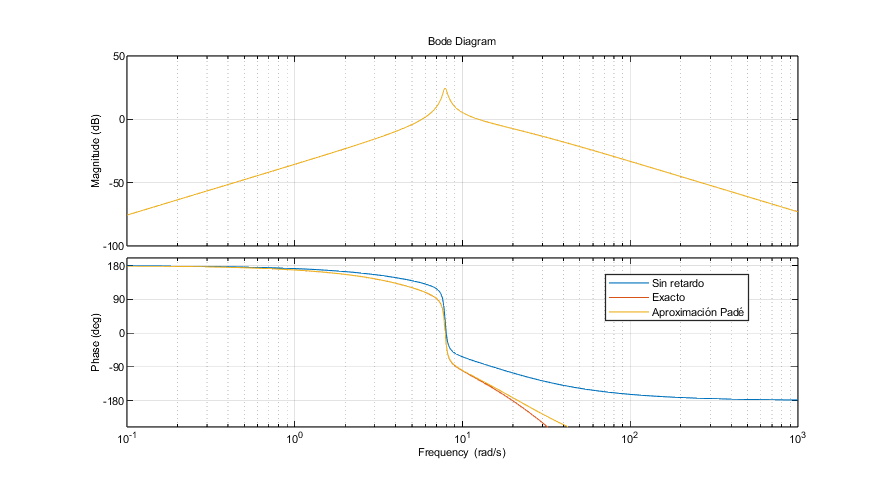 Bode Diagram
Magnitude (dB)
50
0
-50
-100
Phase (deg)
180
90
0
-90
-180
Sin retardo
Exacto
Aproximación Padé
10^-1 10^0 10^1 10^2 10^3
Frequency (rad/s)